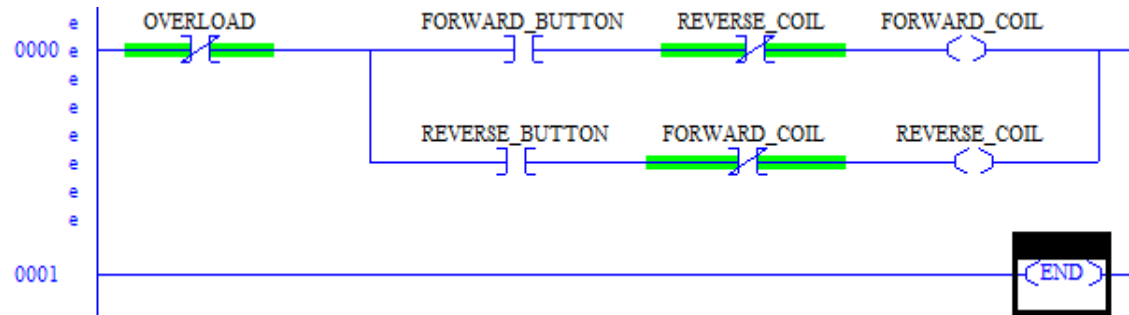 e OVERLOAD FORWARD_BUTTON REVERSE_COIL FORWARD_COIL
0000 e
e
e
e REVERSE_BUTTON FORWARD_COIL REVERSE_COIL
e
e
e
0001 END